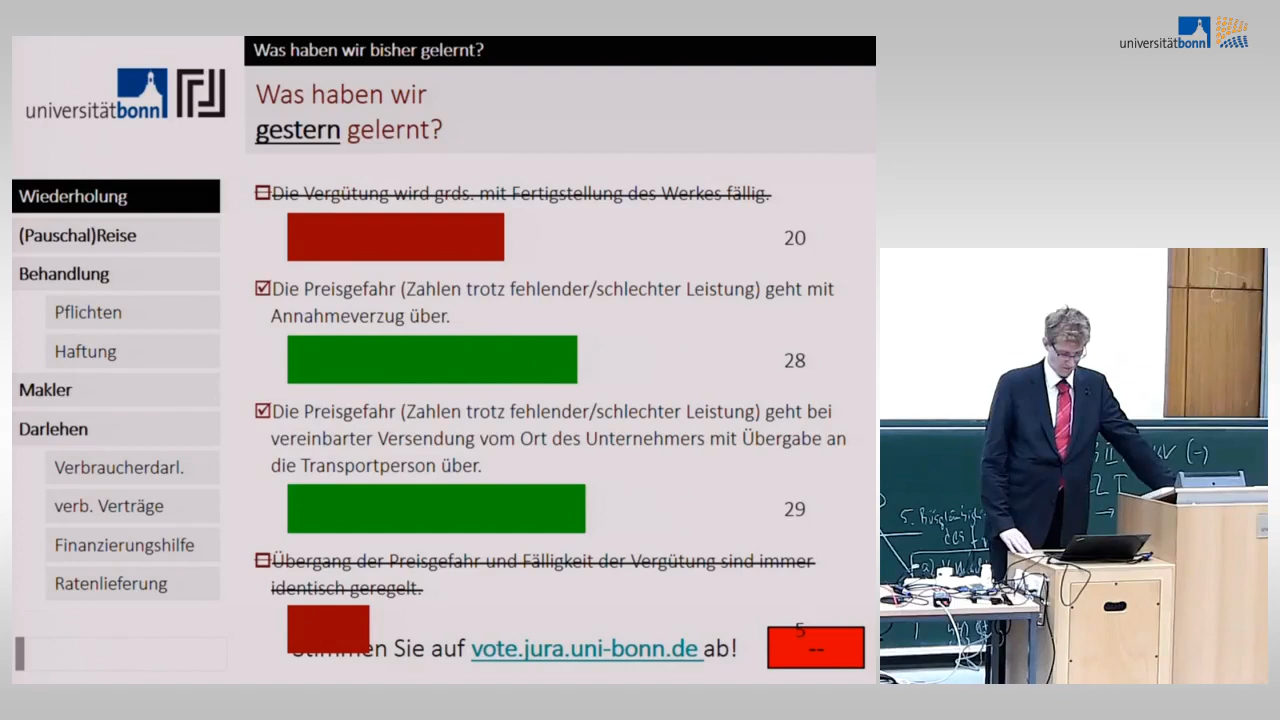 universitätbonn
Was haben wir bisher gelernt?
universitätbonn
Was haben wir
gestern gelernt?
Wiederholung
(Pauschal)Reise
Behandlung
Pflichten
Haftung
Makler
Darlehen
Verbraucherdarl.
verb. Verträge
Finanzierungshilfe
Ratenlieferung
Die Vergütung wird grds. mit Fertigstellung des Werkes fällig.
20
Die Preisgefahr (Zahlen trotz fehlender/schlechter Leistung) geht mit
Annahmeverzug über.
28
Die Preisgefahr (Zahlen trotz fehlender/schlechter Leistung) geht bei
vereinbarter Versendung vom Ort des Unternehmers mit Übergabe an
die Transportperson über.
29
Übergang der Preisgefahr und Fälligkeit der Vergütung sind immer
identisch geregelt.
5
Stimmen Sie auf vote.jura.uni-bonn.de ab!
--